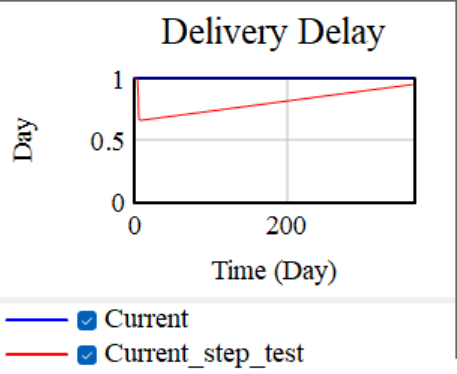 Delivery Delay
Day
1
0.5
0
0 200
Time (Day)
Current
Current_step_test